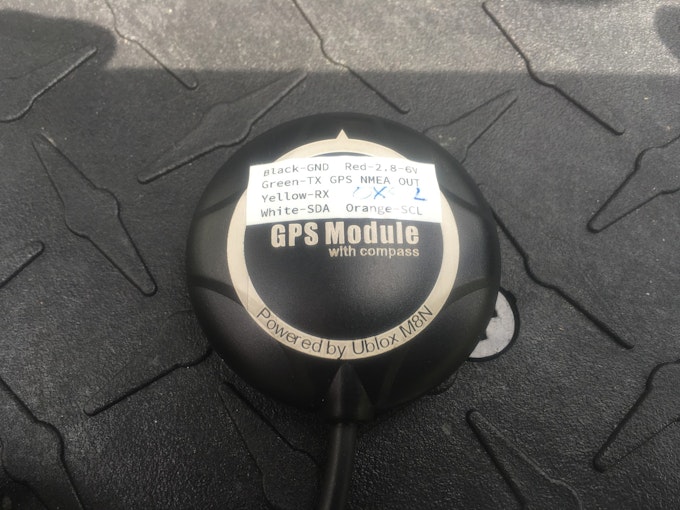 Black-GND Red-2.8-6V
Green-TX GPS NMEA OUT
Yellow-RX
White-SDA Orange-SCL
GPS Module
with compass
Powered by Ublox M8N